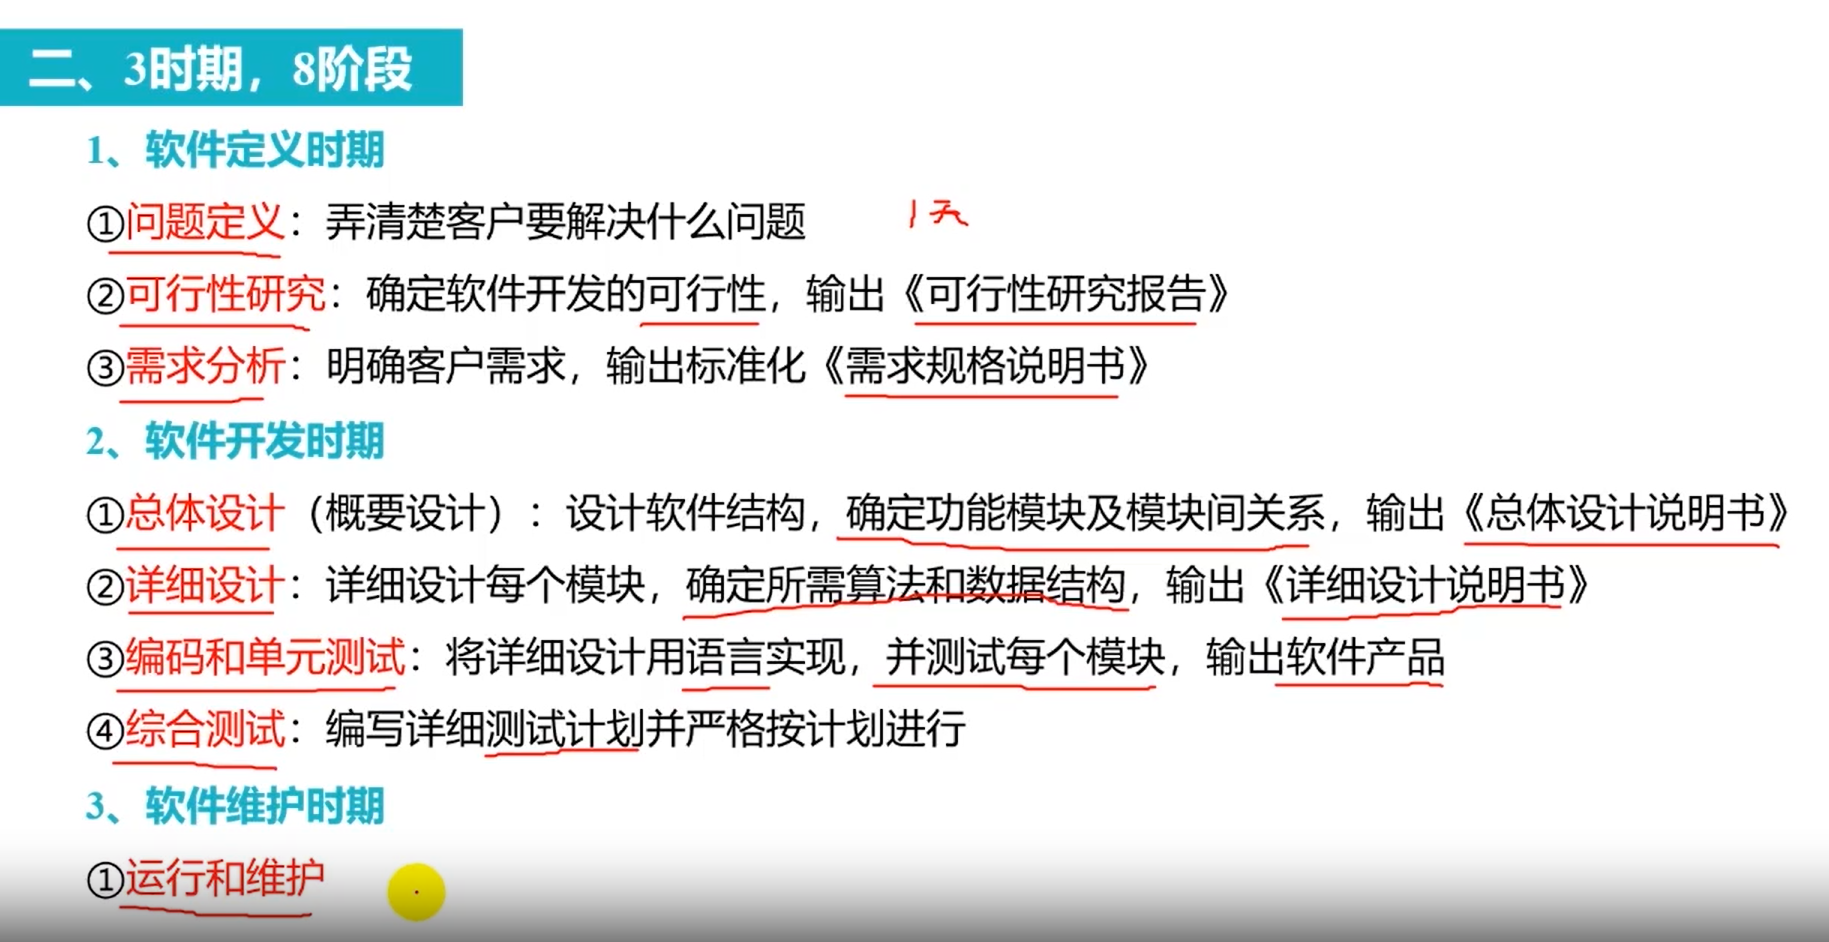 二、3时期，8阶段
1、软件定义时期
①问题定义：弄清楚客户要解决什么问题 1天
②可行性研究：确定软件开发的可行性，输出《可行性研究报告》
③需求分析：明确客户需求，输出标准化《需求规格说明书》
2、软件开发时期
①总体设计（概要设计）：设计软件结构，确定功能模块及模块间关系，输出《总体设计说明书》
②详细设计：详细设计每个模块，确定所需算法和数据结构，输出《详细设计说明书》
③编码和单元测试：将详细设计用语言实现，并测试每个模块，输出软件产品
④综合测试：编写详细测试计划并严格按计划进行
3、软件维护时期
①运行和维护